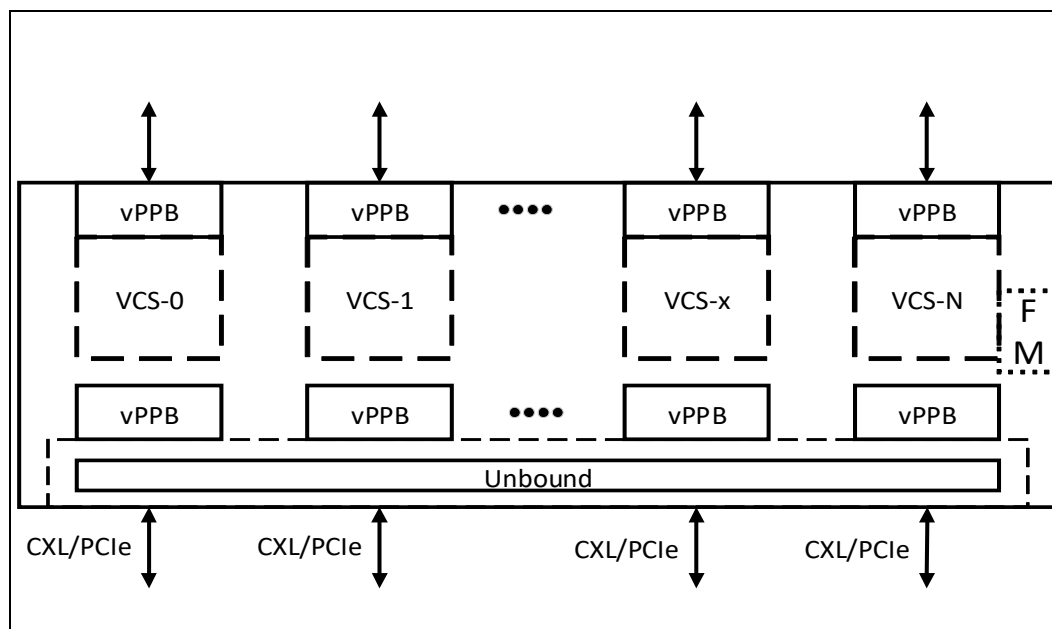 vPPB vPPB vPPB vPPB
VCS-0 VCS-1 VCS-x VCS-N
F
M
vPPB vPPB vPPB vPPB
Unbound
CXL/PCIe CXL/PCIe CXL/PCIe CXL/PCIe